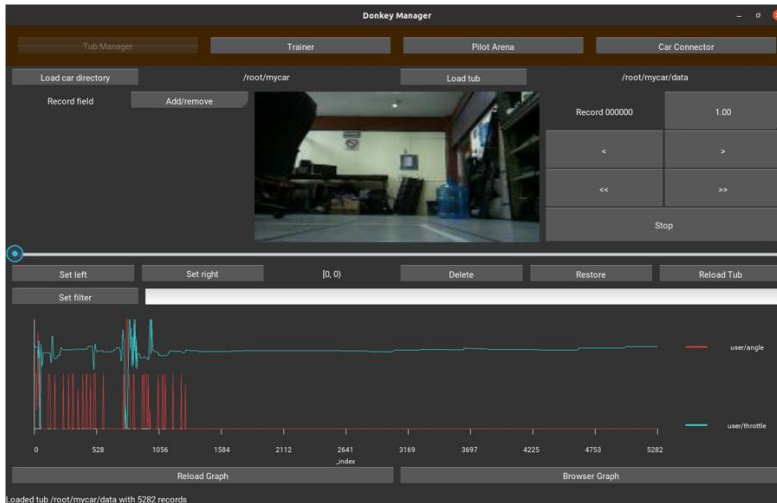 Donkey Manager
Tub Manager Trainer Pilot Arena Car Connector
Load car directory /root/mycar Load tub /root/mycar/data
Record field Add/remove
Record 000000 1.00
< >
<< >>
Stop
Set left Set right [0, 0) Delete Restore Reload Tub
Set filter
user/angle
user/throttle
0 528 1056 1584 2112 2641 3169 3697 4225 4753 5282
_index
Reload Graph Browser Graph
Loaded tub /root/mycar/data with 5282 records